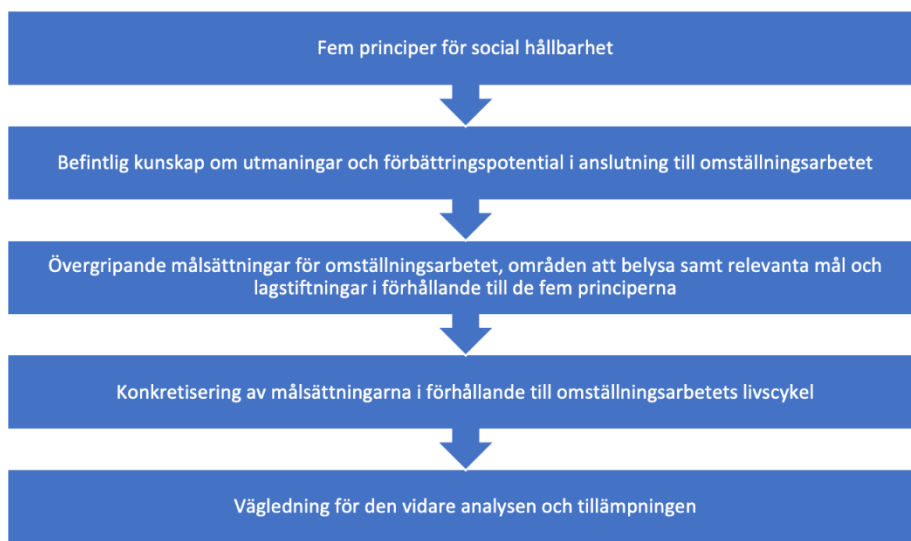 Fem principer för social hållbarhet
Befintlig kunskap om utmaningar och förbättringspotential i anslutning till omställningsarbetet
Övergripande målsättningar för omställningsarbetet, områden att belysa samt relevanta mål och
lagstiftningar i förhållande till de fem principerna
Konkretisering av målsättningarna i förhållande till omställningsarbetets livscykel
Vägledning för den vidare analysen och tillämpningen